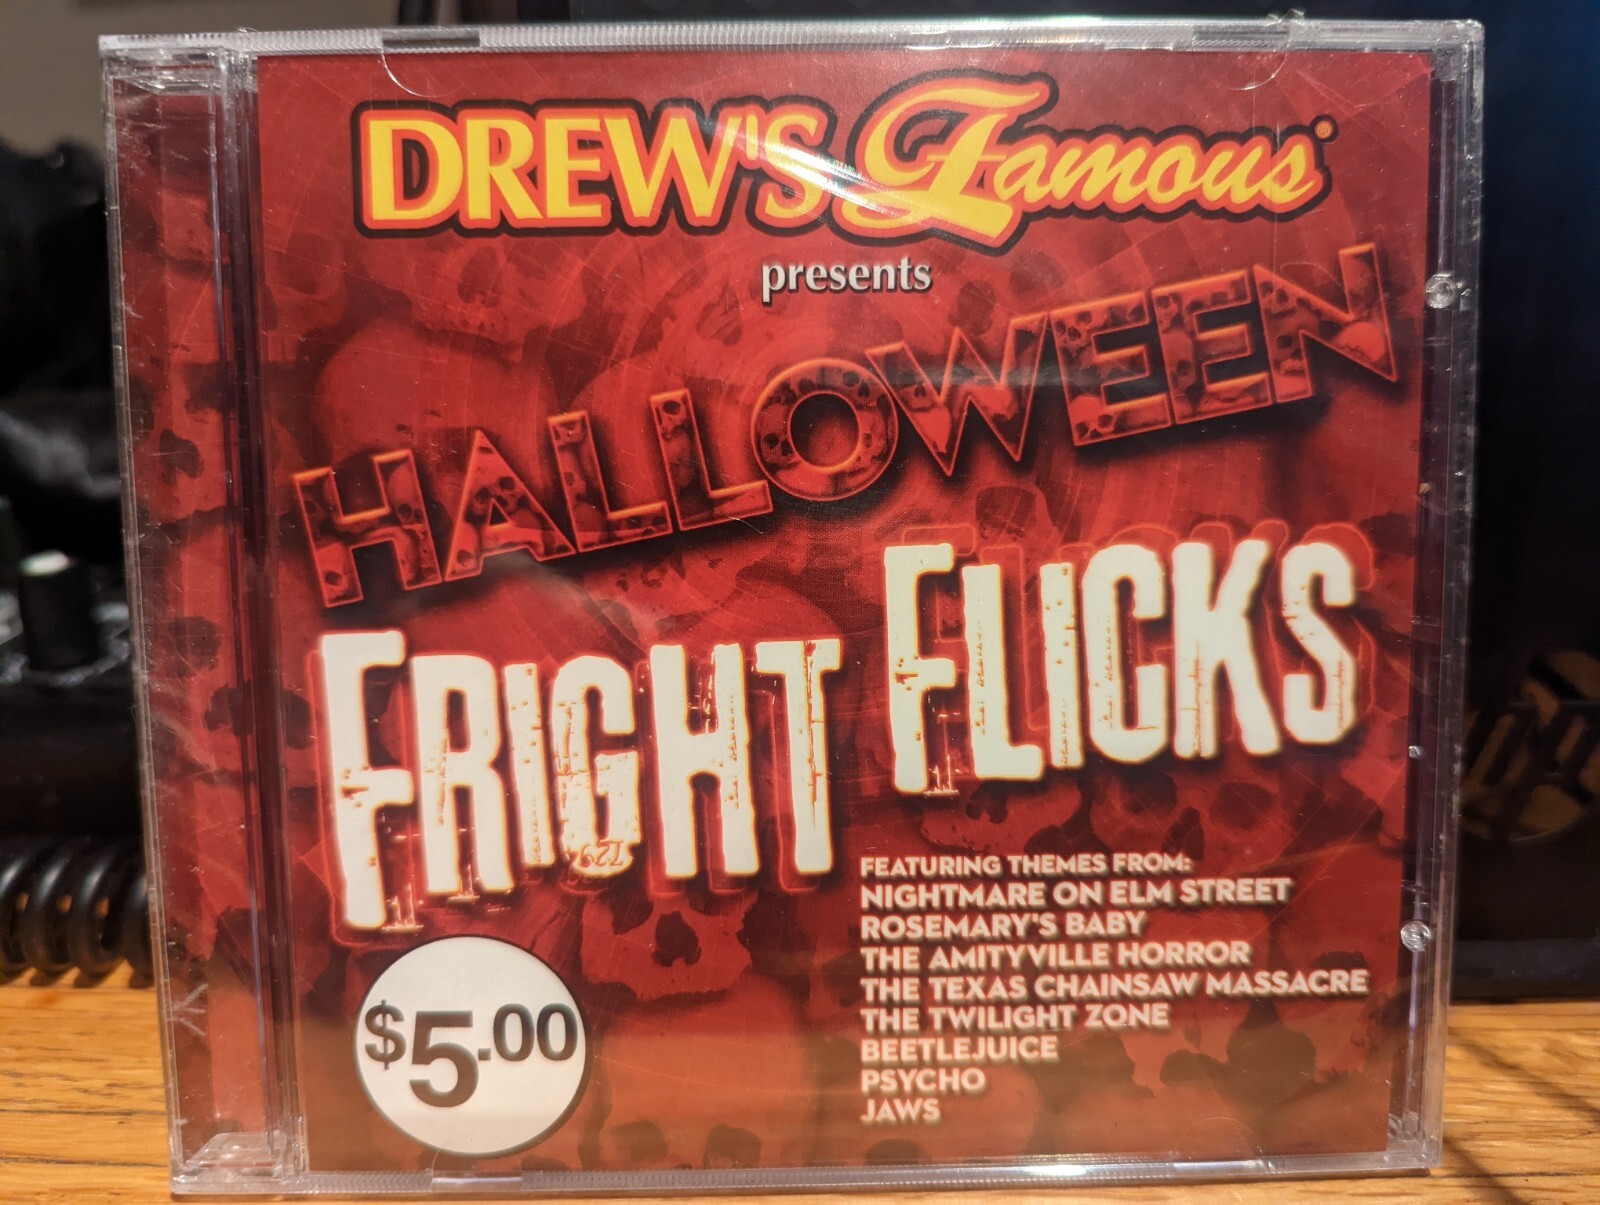 DREW'S Famous®
presents
HALLOWEEN
FRIGHT FLICKS
FEATURING THEMES FROM:
NIGHTMARE ON ELM STREET
ROSEMARY'S BABY
THE AMITYVILLE HORROR
THE TEXAS CHAINSAW MASSACRE
THE TWILIGHT ZONE
BEETLEJUICE
PSYCHO
JAWS
$5.00